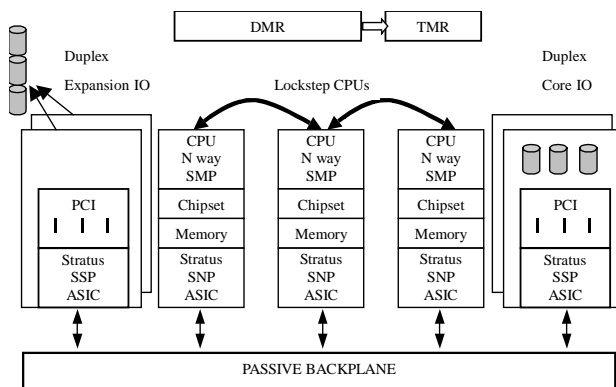 DMR
TMR
Duplex
Expansion IO
Lockstep CPUs
Duplex
Core IO
PCI
Stratus
SSP
ASIC
CPU
N way
SMP
Chipset
Memory
Stratus
SNP
ASIC
CPU
N way
SMP
Chipset
Memory
Stratus
SNP
ASIC
CPU
N way
SMP
Chipset
Memory
Stratus
SNP
ASIC
PCI
Stratus
SSP
ASIC
PASSIVE BACKPLANE